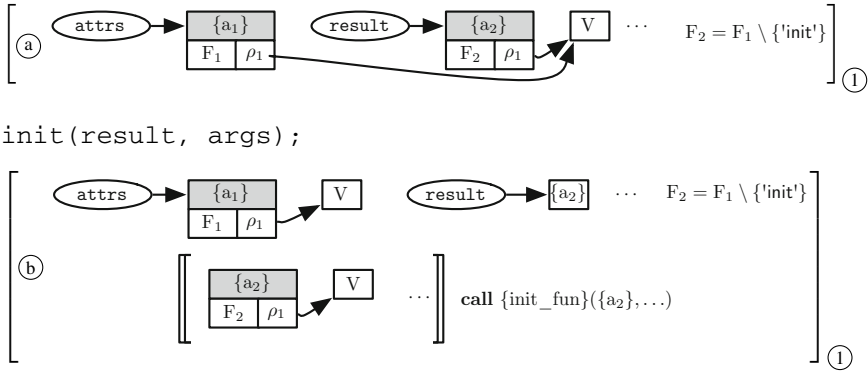 attrs {a₁} result {a₂} V ··· F₂ = F₁ \ {'init'}
a F₁ ρ₁ F₂ ρ₁
1
init(result, args);
attrs {a₁} V result {a₂} ··· F₂ = F₁ \ {'init'}
F₁ ρ₁
b {a₂} V ··· call {init_fun}({a₂},...)
F₂ ρ₁
1